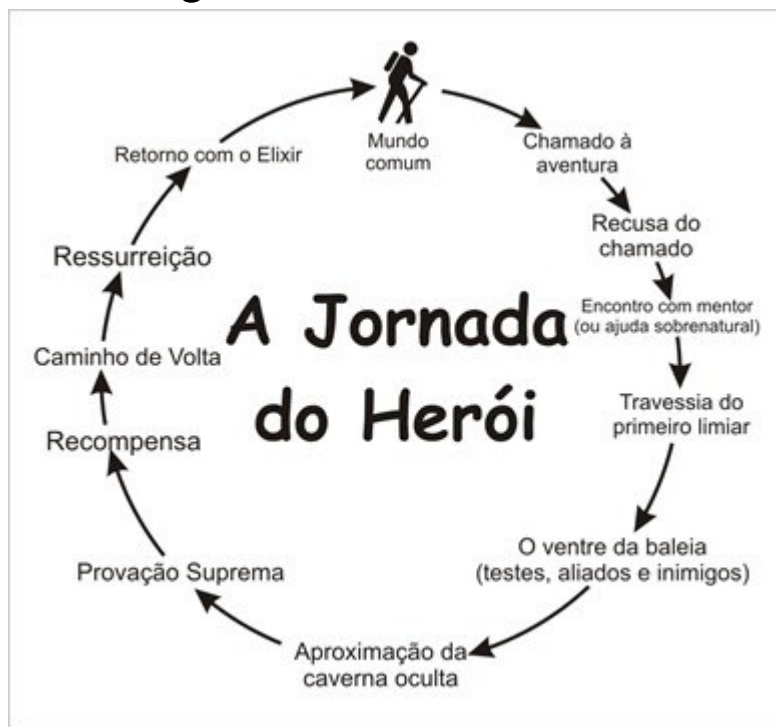 Mundo
comum
Chamado à
aventura
Recusa do
chamado
Encontro com mentor
(ou ajuda sobrenatural)
Travessia do
primeiro limiar
O ventre da baleia
(testes, aliados e inimigos)
Aproximação da
caverna oculta
Provação Suprema
Recompensa
Caminho de Volta
Ressurreição
Retorno com o Elixir
A Jornada
do Herói